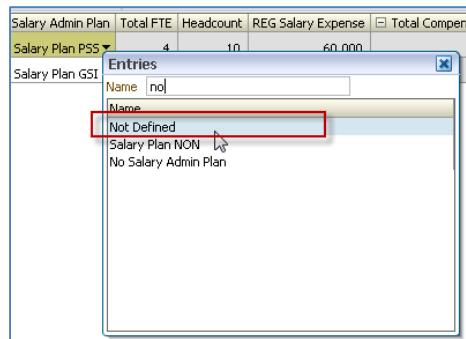 Salary Admin Plan Total FTE Headcount REG Salary Expense Total Comper
Salary Plan PSS 4 10 60,000
Salary Plan GSI
Entries
Name no
Name
Not Defined
Salary Plan NON
No Salary Admin Plan